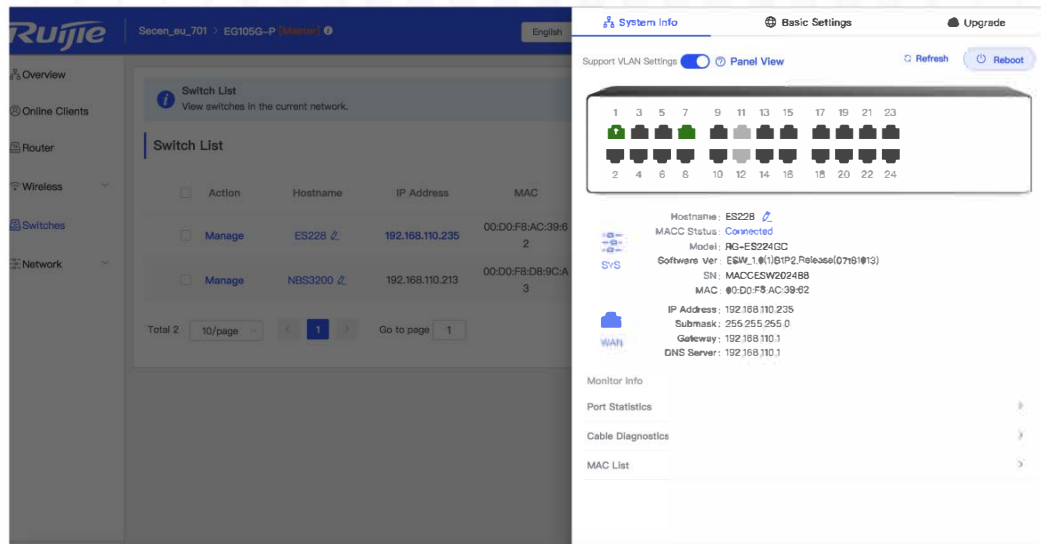 Ruijie
Secen_eu_701 > EG105G-P [Master]
English
Overview
Online Clients
Router
Wireless
Switches
Network
Switch List
View switches in the current network.
Switch List
Action Hostname IP Address MAC
Manage ES228 192.168.110.235 00:D0:F8:AC:39:6
2
Manage NBS3200 192.168.110.213 00:D0:F8:D8:9C:A
3
Total 2 10/page < 1 > Go to page 1
System Info Basic Settings Upgrade
Support VLAN Settings Panel View Refresh Reboot
1 3 5 7 9 11 13 15 17 19 21 23
2 4 6 8 10 12 14 16 18 20 22 24
SYS
Hostname: ES228
MACC Status: Connected
Model: RG-ES224GC
Software Ver: ESW_1.0(1)B1P2,Release(07181613)
SN: MACCESW202488
MAC: 00:D0:F8:AC:39:62
WAN
IP Address: 192.168.110.235
Submask: 255.255.255.0
Gateway: 192.168.110.1
DNS Server: 192.168.110.1
Monitor Info
Port Statistics
Cable Diagnostics
MAC List